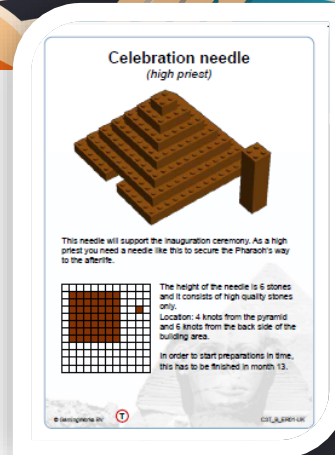 Celebration needle
(high priest)
This needle will support the inauguration ceremony. As a high
priest you need a needle like this to secure the Pharaoh's way
to the afterlife.
The height of the needle is 6 stones
and it consists of high quality stones
only.
Location: 4 knots from the pyramid
and 6 knots from the back side of the
building area.
In order to start preparations in time,
this has to be finished in month 13.
T